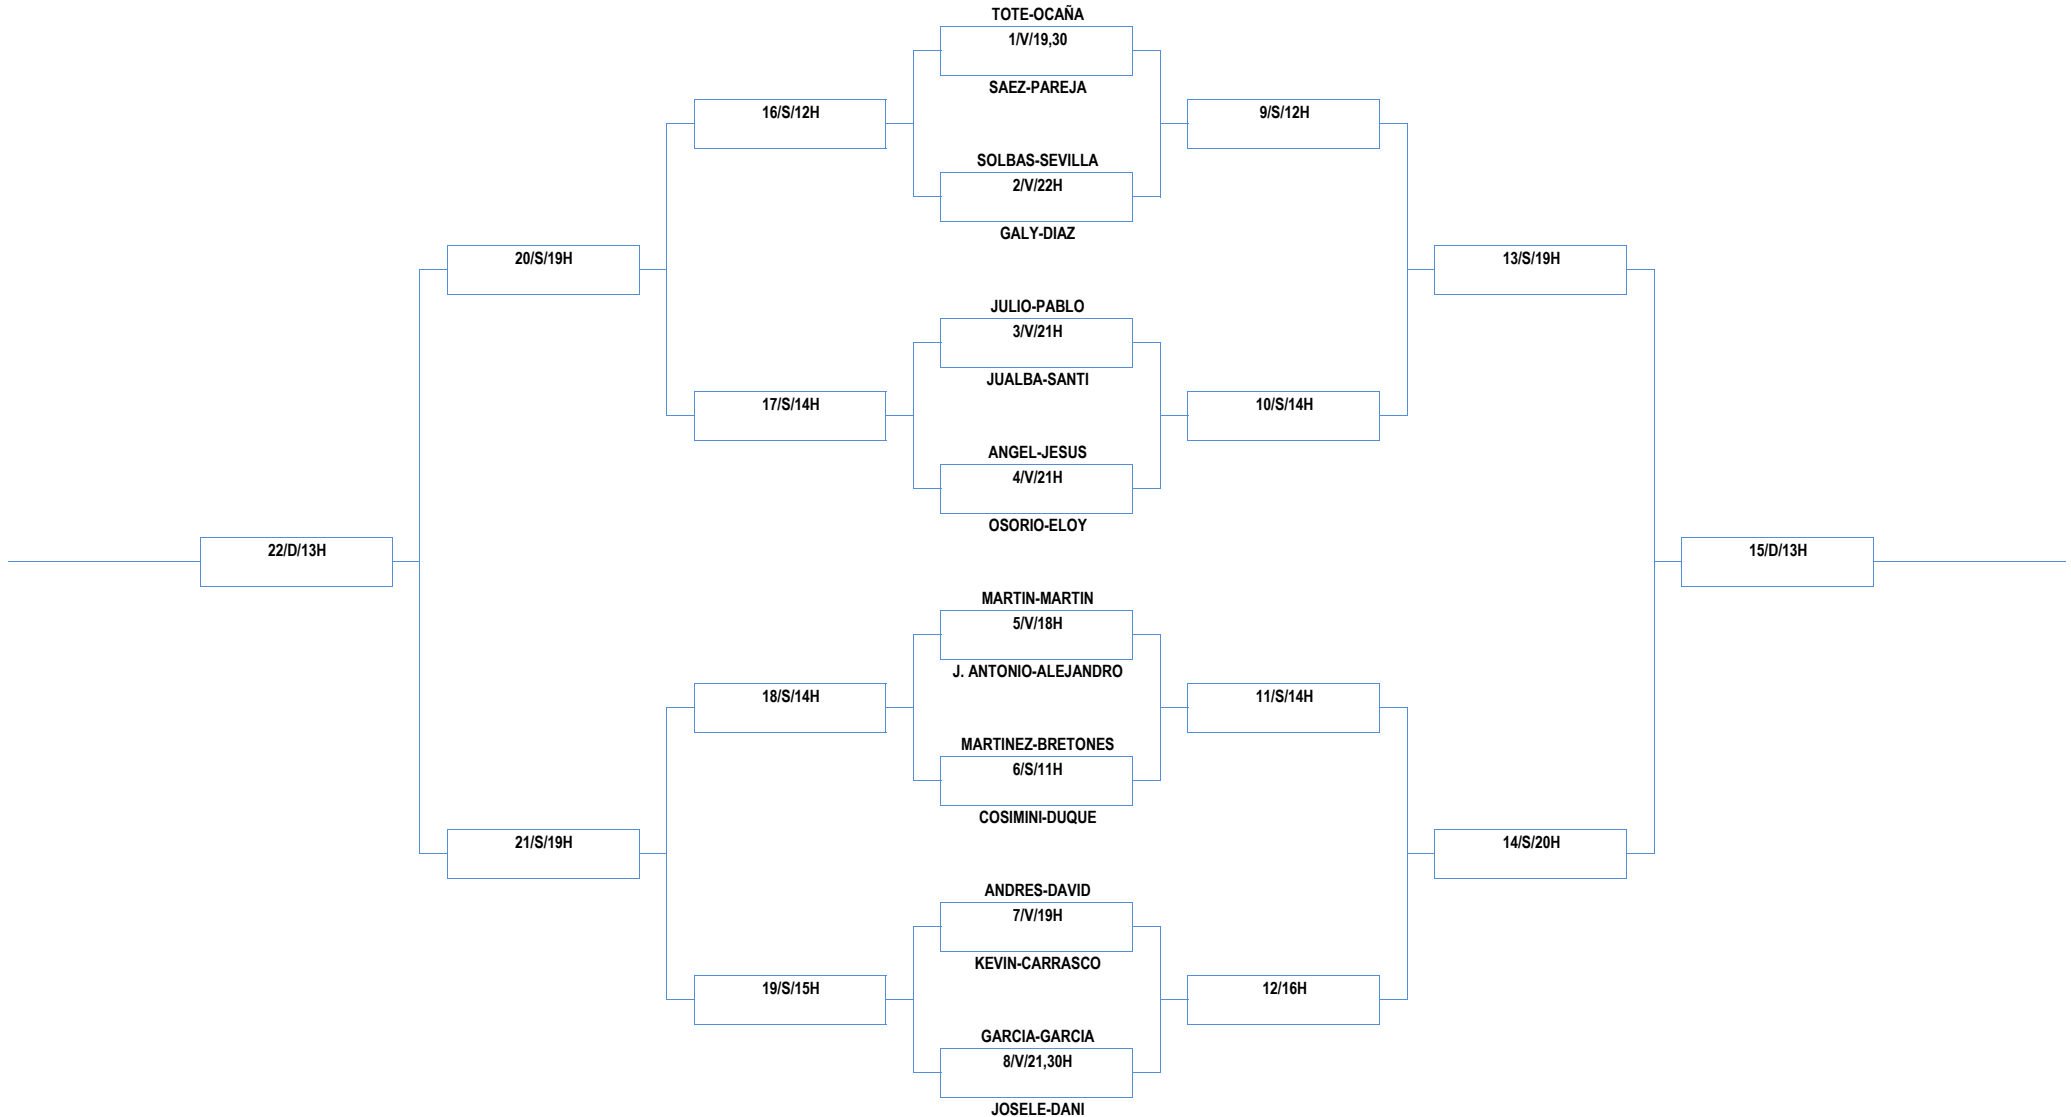 TOTE-OCAÑA
1/V/19,30
SAEZ-PAREJA
16/S/12H
9/S/12H
SOLBAS-SEVILLA
2/V/22H
GALY-DIAZ
20/S/19H
13/S/19H
JULIO-PABLO
3/V/21H
JUALBA-SANTI
17/S/14H
10/S/14H
ANGEL-JESUS
4/V/21H
OSORIO-ELOY
22/D/13H
15/D/13H
MARTIN-MARTIN
5/V/18H
J. ANTONIO-ALEJANDRO
18/S/14H
11/S/14H
MARTINEZ-BRETONES
6/S/11H
COSIMINI-DUQUE
21/S/19H
14/S/20H
ANDRES-DAVID
7/V/19H
KEVIN-CARRASCO
19/S/15H
12/16H
GARCIA-GARCIA
8/V/21,30H
JOSELE-DANI